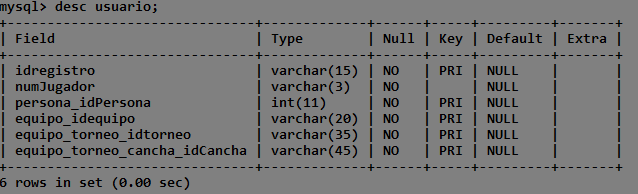 mysql> desc usuario;
+------------------------------+-------------+------+-----+---------+-------+
| Field                        | Type        | Null | Key | Default | Extra |
+------------------------------+-------------+------+-----+---------+-------+
| idregistro                   | varchar(15) | NO   | PRI | NULL    |       |
| numJugador                   | varchar(3)  | NO   |     | NULL    |       |
| persona_idPersona            | int(11)     | NO   | PRI | NULL    |       |
| equipo_idequipo              | varchar(20) | NO   | PRI | NULL    |       |
| equipo_torneo_idtorneo       | varchar(35) | NO   | PRI | NULL    |       |
| equipo_torneo_cancha_idCancha | varchar(45) | NO   | PRI | NULL    |       |
+------------------------------+-------------+------+-----+---------+-------+
6 rows in set (0.00 sec)